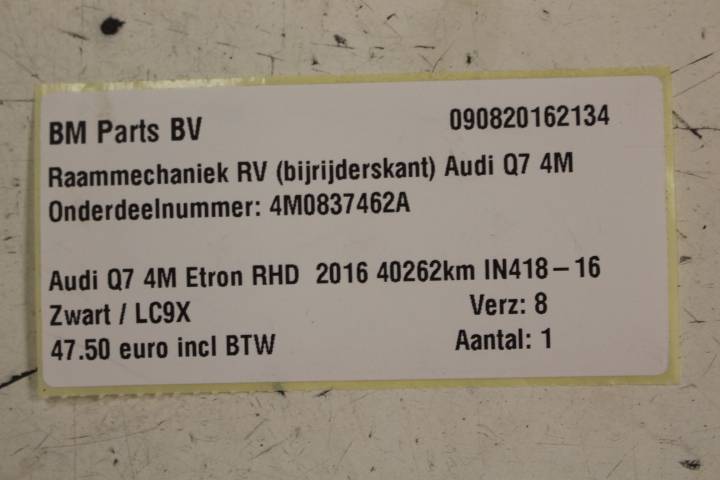 BM Parts BV 090820162134
Raammechaniek RV (bijrijderskant) Audi Q7 4M
Onderdeelnummer: 4M0837462A
Audi Q7 4M Etron RHD 2016 40262km IN418-16
Zwart / LC9X Verz: 8
47.50 euro incl BTW Aantal: 1